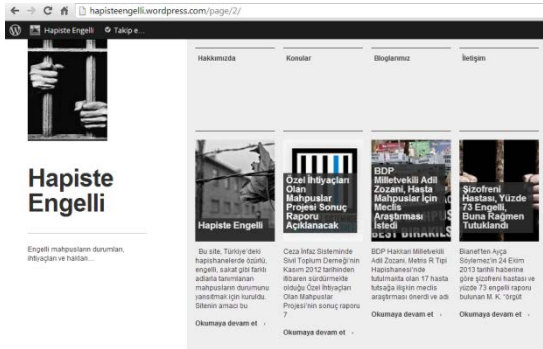 hapisteengelli.wordpress.com/page/2/
Hapiste Engelli
Takip e...
Hakkımızda
Konular
Bloglarımız
İletişim
Hapiste
Engelli
Engelli mahpusların durumları,
ihtiyaçları ve hakları...
Hapiste Engelli
Bu site, Türkiye'deki
hapishanelerde özürlü,
engelli, sakat gibi farklı
adlarla tanımlanan
mahpusların durumunu
yansıtmak için kuruldu.
Sitenin amacı bu
Okumaya devam et
Özel İhtiyaçları
Olan
Mahpuslar
Projesi Sonuç
Raporu
Açıklanacak
Ceza İnfaz Sisteminde
Sivil Toplum Derneği'nin
Kasım 2012 tarihinden
itibaren sürdürmekte
olduğu Özel İhtiyaçları
Olan Mahpuslar
Projesi'nin sonuç raporu
7
Okumaya devam et
BDP
Milletvekili Adil
Zozani, Hasta
Mahpuslar İçin
Meclis
Araştırması
İstedi
BDP Hakkari Milletvekili
Adil Zozani, Metris R Tipi
Hapishanesi'nde
tutulmakta olan 17 hasta
tutsağa ilişkin meclis
araştırması önerdi ve adı
Okumaya devam et
Şizofreni
Hastası, Yüzde
73 Engelli,
Buna Rağmen
Tutuklandı
Bianet'ten Ayça
Söylemez'in 24 Ekim
2013 tarihli haberine
göre şizofreni hastası ve
yüzde 73 engelli raporu
bulunan M. K. "örgüt
Okumaya devam et